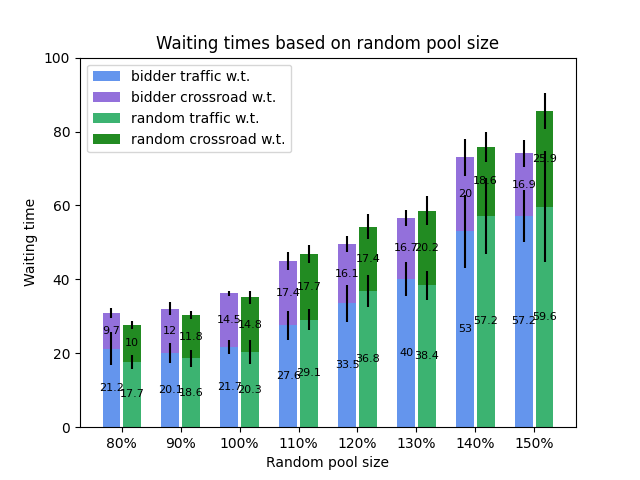 Waiting times based on random pool size
bidder traffic w.t.
bidder crossroad w.t.
random traffic w.t.
random crossroad w.t.
Waiting time
100
80
60
40
20
0
9.7 10 12 11.8 14.5 14.8 17.4 17.7 16.1 17.4 16.7 20.2 20 18.6 16.9 25.9
21.2 17.7 20.1 18.6 21.7 20.3 27.6 29.1 33.5 36.8 40 38.4 53 57.2 57.2 59.6
80% 90% 100% 110% 120% 130% 140% 150%
Random pool size